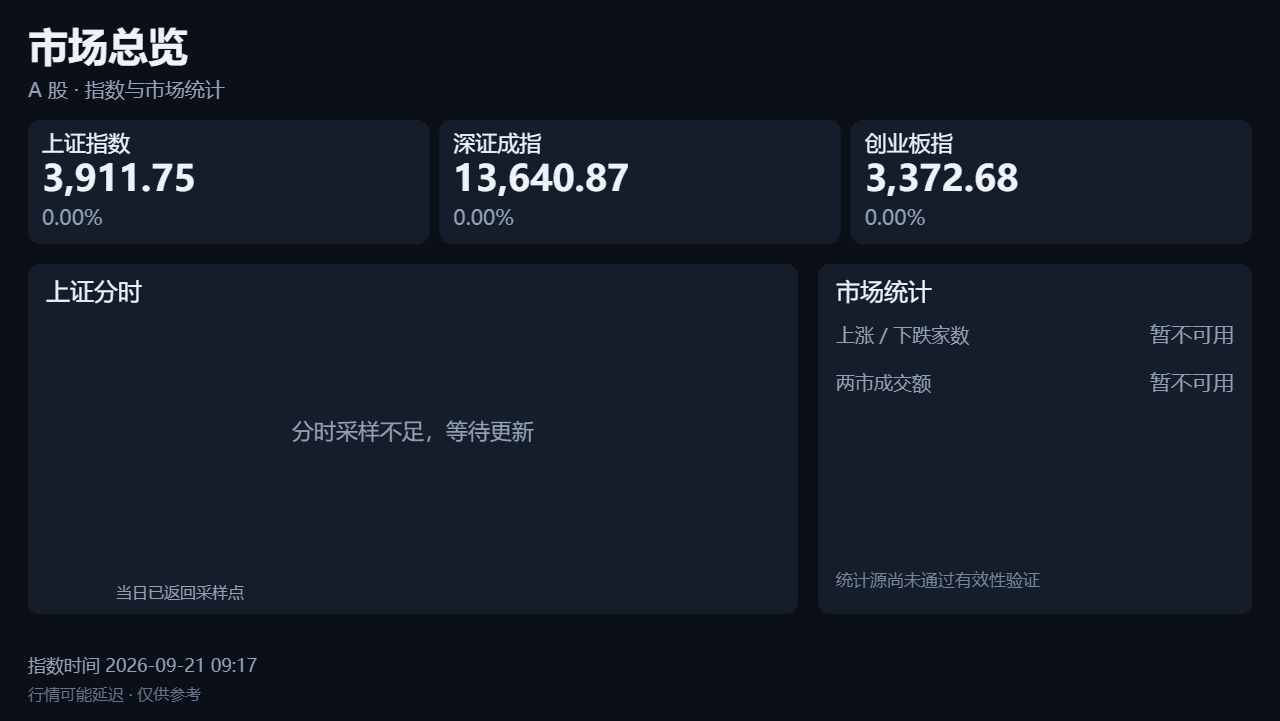 市场总览
A 股 · 指数与市场统计
上证指数
3,911.75
0.00%
深证成指
13,640.87
0.00%
创业板指
3,372.68
0.00%
上证分时
分时采样不足，等待更新
当日已返回采样点
市场统计
上涨 / 下跌家数 暂不可用
两市成交额 暂不可用
统计源尚未通过有效性验证
指数时间 2026-09-21 09:17
行情可能延迟 · 仅供参考